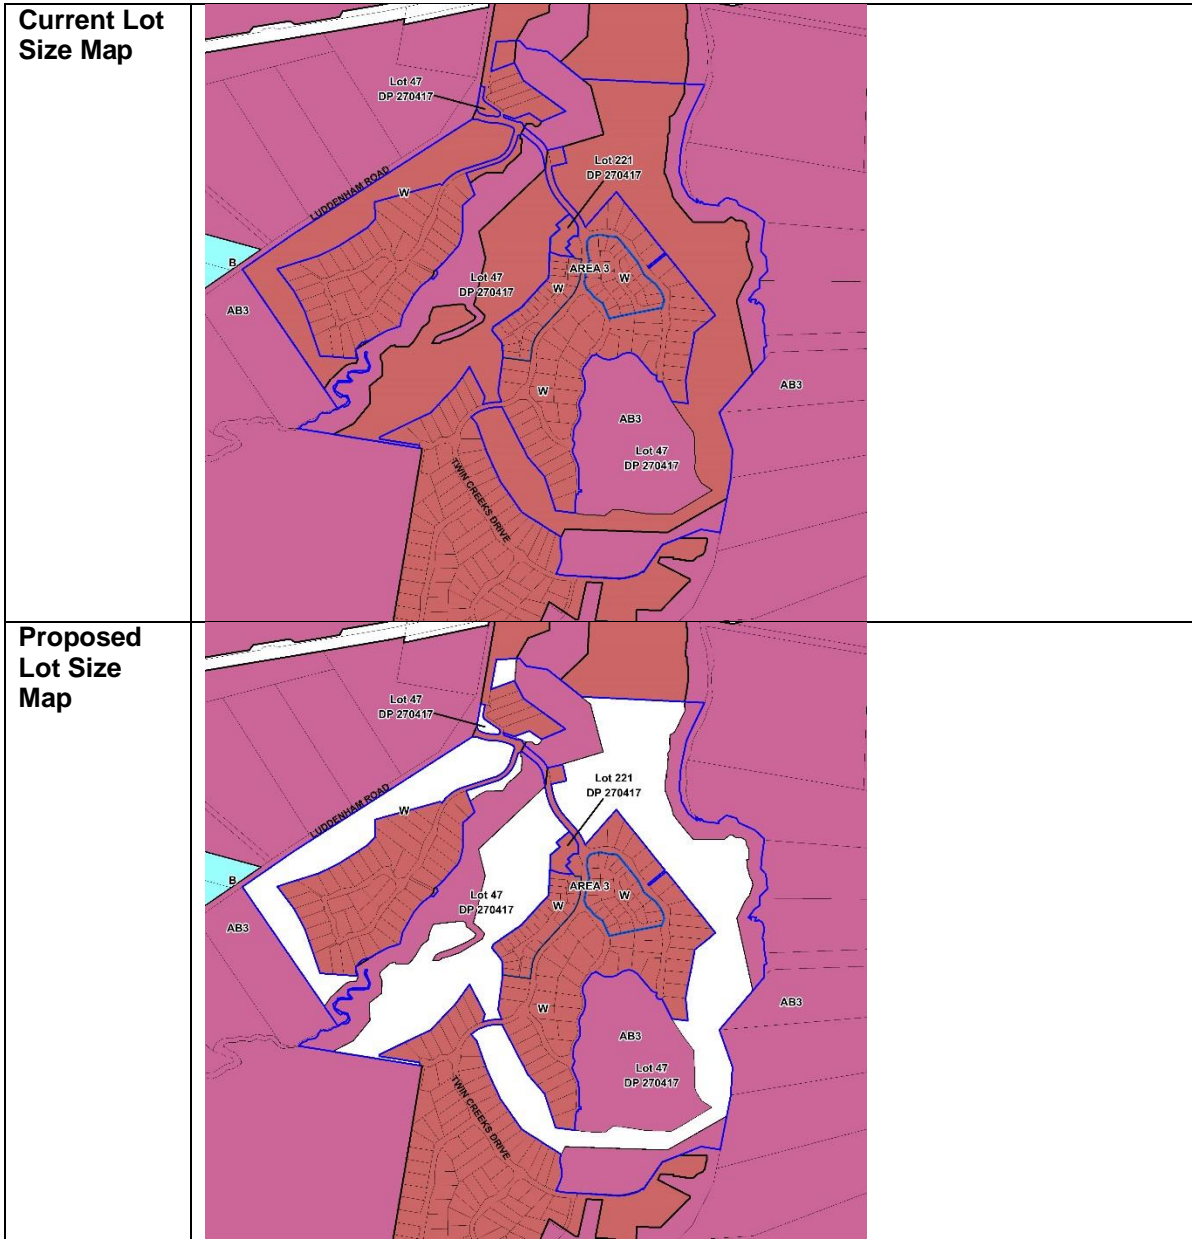 Current Lot
Size Map
Lot 47
DP 270417
Lot 221
DP 270417
LUDDENHAM ROAD
W
B
AREA 3
Lot 47
DP 270417
W
W
AB3
AB3
W
AB3
Lot 47
DP 270417
TWIN CREEKS DRIVE
Proposed
Lot Size
Map
Lot 47
DP 270417
Lot 221
DP 270417
LUDDENHAM ROAD
W
B
AREA 3
Lot 47
DP 270417
W
W
AB3
AB3
W
AB3
Lot 47
DP 270417
TWIN CREEKS DRIVE